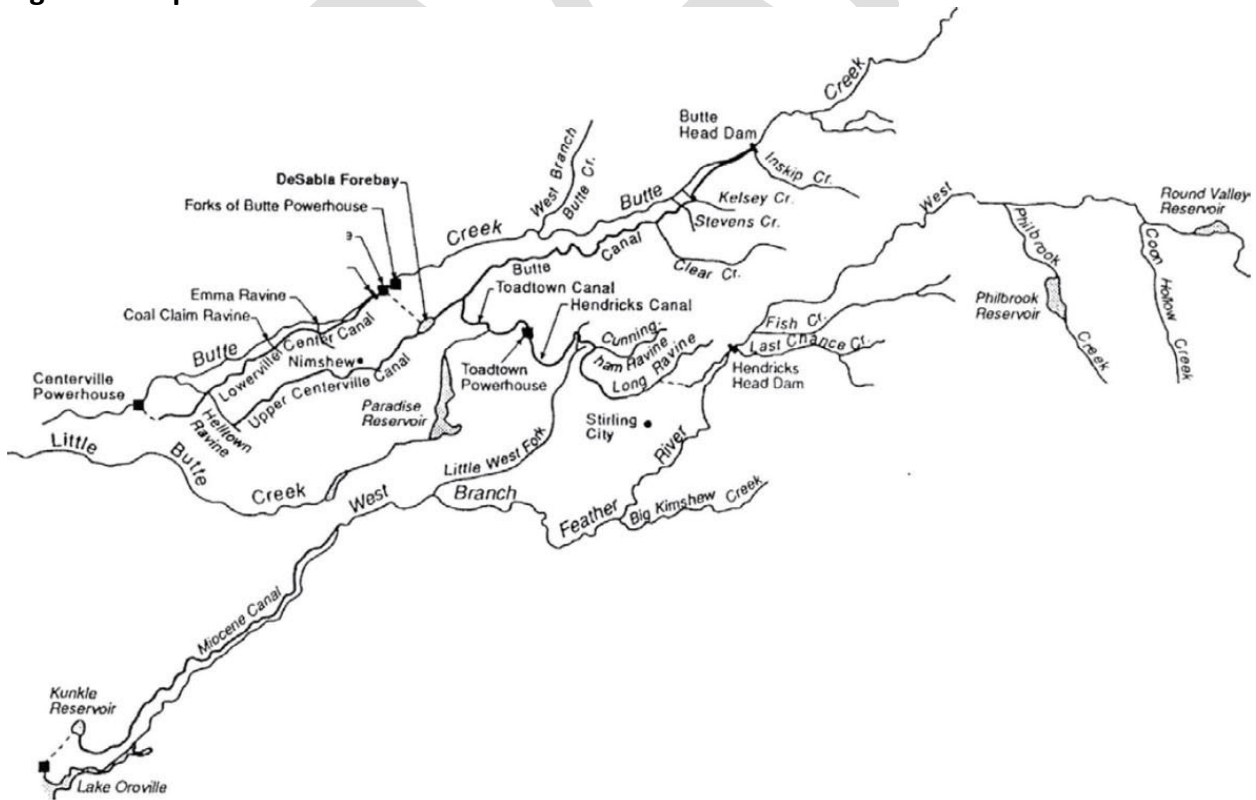 Creek
Butte
Head Dam
West Branch
Butte Cr.
Inskip Cr.
DeSabla Forebay
Forks of Butte Powerhouse
Butte
Kelsey Cr.
Stevens Cr.
West
Round Valley
Reservoir
Philbrook
Creek
Coon
Hollow
Creek
Creek
Canal
Butte
Clear Cr.
Emma Ravine
Coal Claim Ravine
Toadtown Canal
Hendricks Canal
Philbrook
Reservoir
Butte
Lowerville Center Canal
Nimshew
Upper Centerville Canal
Cunning-
ham Ravine
Long Ravine
Fish Cr.
Last Chance Cr.
Hendricks
Head Dam
Centerville
Powerhouse
Helltown
Ravine
Paradise
Reservoir
Toadtown
Powerhouse
Stirling
City
Little
Butte
Creek
Little West Fork
River
West
Branch
Feather
Big Kimshew Creek
Miocene Canal
Kunkle
Reservoir
Lake Oroville